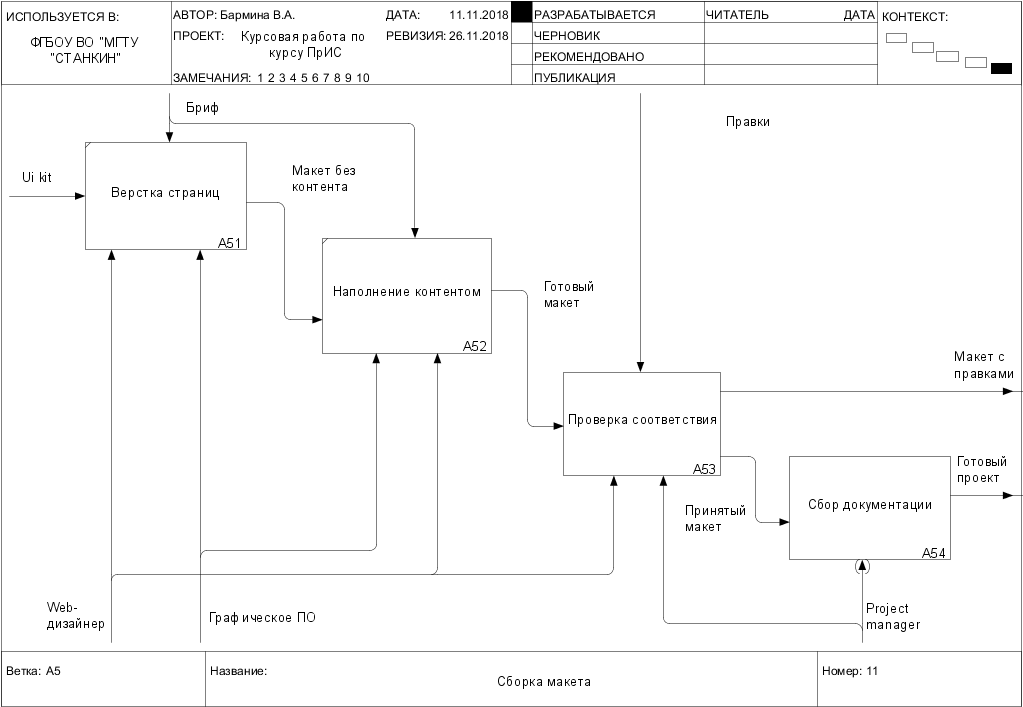 ИСПОЛЬЗУЕТСЯ В:
ФГБОУ ВО "МГТУ
"СТАНКИН"
АВТОР: Бармина В.А.
ДАТА: 11.11.2018
ПРОЕКТ: Курсовая работа по
курсу ПрИС
РЕВИЗИЯ: 26.11.2018
ЗАМЕЧАНИЯ: 1 2 3 4 5 6 7 8 9 10
РАЗРАБАТЫВАЕТСЯ
ЧЕРНОВИК
РЕКОМЕНДОВАНО
ПУБЛИКАЦИЯ
ЧИТАТЕЛЬ ДАТА
КОНТЕКСТ:
Бриф
Правки
Ui kit
Верстка страниц
A51
Макет без
контента
Наполнение контентом
A52
Готовый
макет
Макет с
правками
Проверка соответствия
A53
Готовый
проект
Принятый
макет
Сбор документации
A54
Web-
дизайнер
Графическое ПО
Project
manager
Ветка: A5
Название:
Сборка макета
Номер: 11